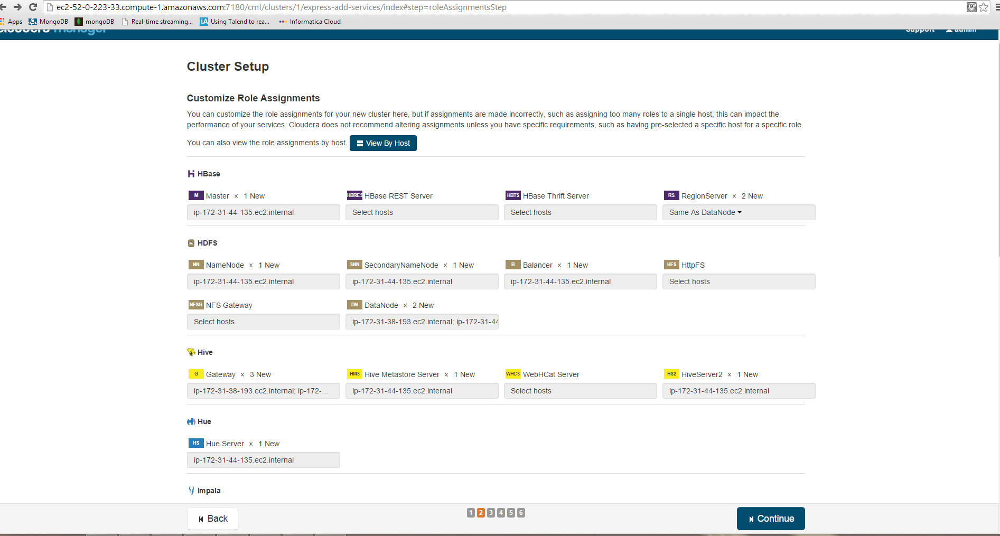 ec2-52-0-223-33.compute-1.amazonaws.com:7180/cmf/clusters/1/express-add-services/index#step=roleAssignmentsStep
Apps MongoDB mongoDB Real-time streaming... iA Using Talend to rea... Informatica Cloud
cloudera manager support admin
Cluster Setup
Customize Role Assignments
You can customize the role assignments for your new cluster here, but if assignments are made incorrectly, such as assigning too many roles to a single host, this can impact the
performance of your services. Cloudera does not recommend altering assignments unless you have specific requirements, such as having pre-selected a specific host for a specific role.
You can also view the role assignments by host. View By Host
HBase
M Master × 1 New HBRES HBase REST Server HBTS HBase Thrift Server RS RegionServer × 2 New
ip-172-31-44-135.ec2.internal Select hosts Select hosts Same As DataNode
HDFS
NN NameNode × 1 New SNN SecondaryNameNode × 1 New B Balancer × 1 New HFS HttpFS
ip-172-31-44-135.ec2.internal ip-172-31-44-135.ec2.internal ip-172-31-44-135.ec2.internal Select hosts
NFSG NFS Gateway DN DataNode × 2 New
Select hosts ip-172-31-38-193.ec2.internal; ip-172-31-44
Hive
G Gateway × 3 New HMS Hive Metastore Server × 1 New WHCS WebHCat Server HS2 HiveServer2 × 1 New
ip-172-31-38-193.ec2.internal; ip-172-... ip-172-31-44-135.ec2.internal Select hosts ip-172-31-44-135.ec2.internal
Hue
HS Hue Server × 1 New
ip-172-31-44-135.ec2.internal
Impala
Back 1 2 3 4 5 6 Continue